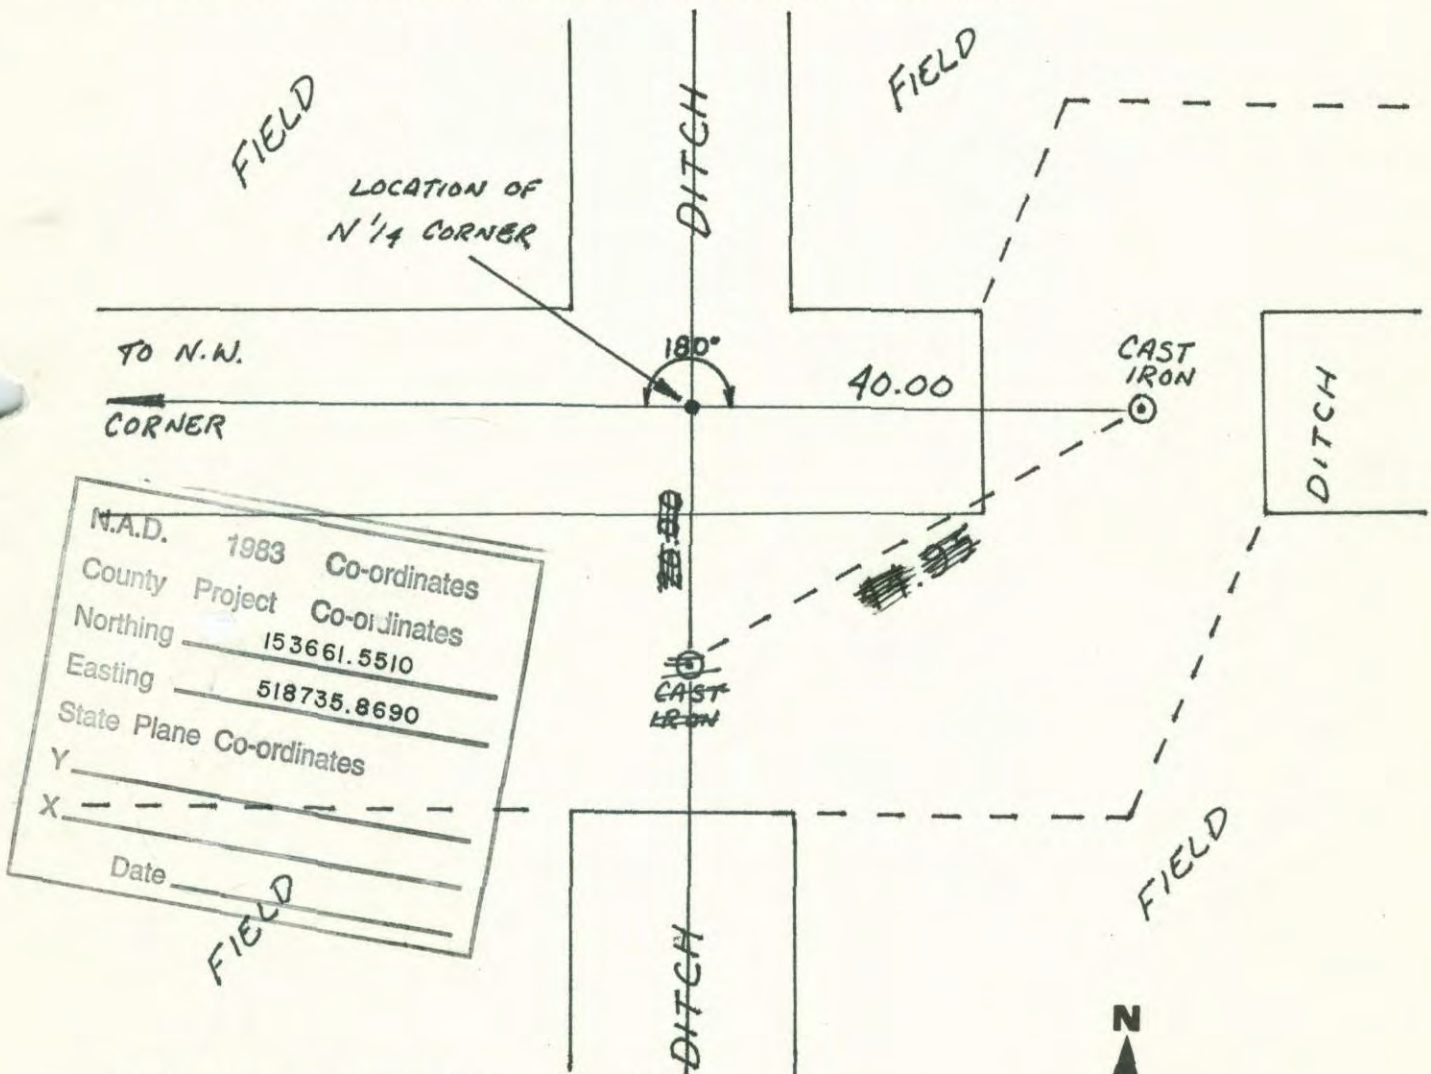 FIELD
FIELD
DITCH
LOCATION OF
N 1/4 CORNER
TO N.W.
CORNER
180°
40.00
CAST
IRON
DITCH
N.A.D. 1983 Co-ordinates
County Project Co-ordinates
Northing 153661.5510
Easting 518735.8690
State Plane Co-ordinates
Y
X
Date
CAST
IRON
FIELD
FIELD
DITCH
N